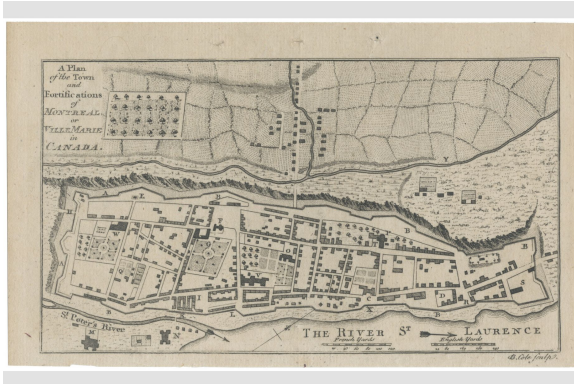 A Plan
of the Town
and
Fortifications
of
MONTREAL,
or
VILLE MARIE
in
CANADA.
Y
L
B
B
W
T
O
V
I
C
D
B
S
B
L
X
B
R
St. Peter's River
M
N
THE RIVER ST LAURENCE
French Yards
English Yards
B. Cole sculp.